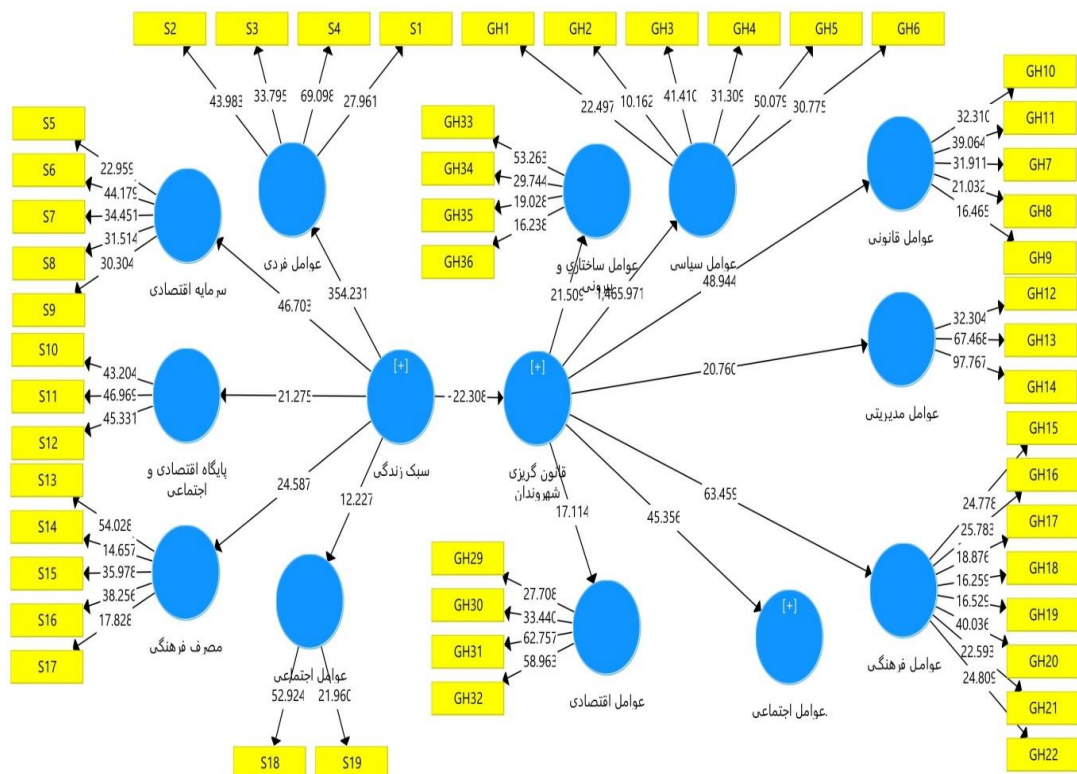 S2
S3
S4
S1
GH1
GH2
GH3
GH4
GH5
GH6
43.983
33.795
69.098
27.961
22.497
10.162
41.410
31.309
50.079
30.775
S5
S6
S7
S8
S9
22.959
44.179
34.451
31.514
30.304
سرمایه اقتصادی
عوامل فردی
GH33
GH34
GH35
GH36
53.263
29.744
19.028
16.238
عوامل ساختاری و
بیرونی
عوامل سیاسی
GH10
GH11
GH7
GH8
GH9
32.310
39.064
31.911
21.032
16.465
عوامل قانونی
46.703
354.231
21.509
1,465.971
48.944
S10
S11
S12
43.204
46.969
45.331
پایگاه اقتصادی و
اجتماعی
21.275
[+]
سبک زندگی
-22.308
[+]
قانون گریزی
شهروندان
20.760
GH12
GH13
GH14
32.304
67.468
97.767
عوامل مدیریتی
24.587
12.227
17.114
45.356
63.459
S13
S14
S15
S16
S17
54.028
14.657
35.978
38.256
17.828
مصرف فرهنگی
عوامل اجتماعی
52.924
21.960
S18
S19
GH29
GH30
GH31
GH32
27.708
33.440
62.757
58.963
عوامل اقتصادی
[+]
عوامل اجتماعی.
GH15
GH16
GH17
GH18
GH19
GH20
GH21
GH22
24.778
25.783
18.876
16.259
16.529
40.036
22.593
24.809
عوامل فرهنگی